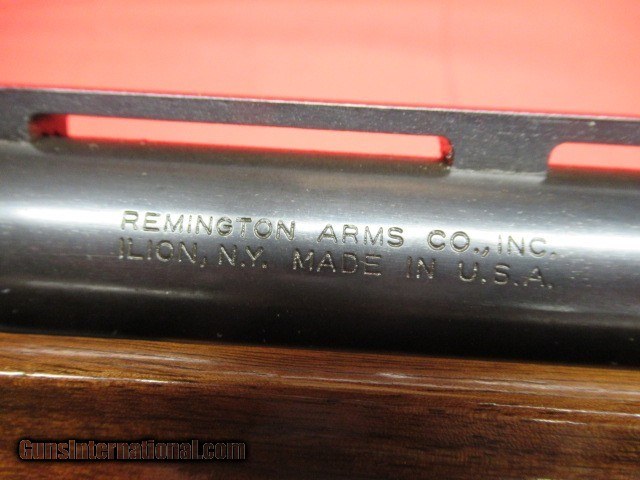 REMINGTON ARMS CO., INC.
ILION, N.Y. MADE IN U.S.A.
GunsInternational.com